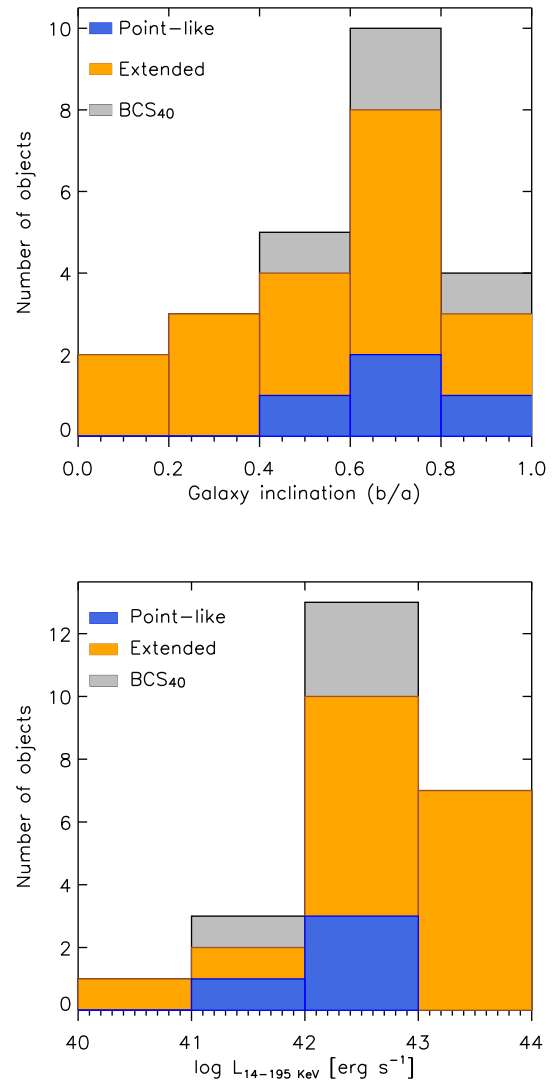 10
8
6
4
2
0
Number of objects
Point-like
Extended
BCS40
0.0 0.2 0.4 0.6 0.8 1.0
Galaxy inclination (b/a)
12
10
8
6
4
2
0
Number of objects
Point-like
Extended
BCS40
40 41 42 43 44
log L14-195 KeV [erg s−1]